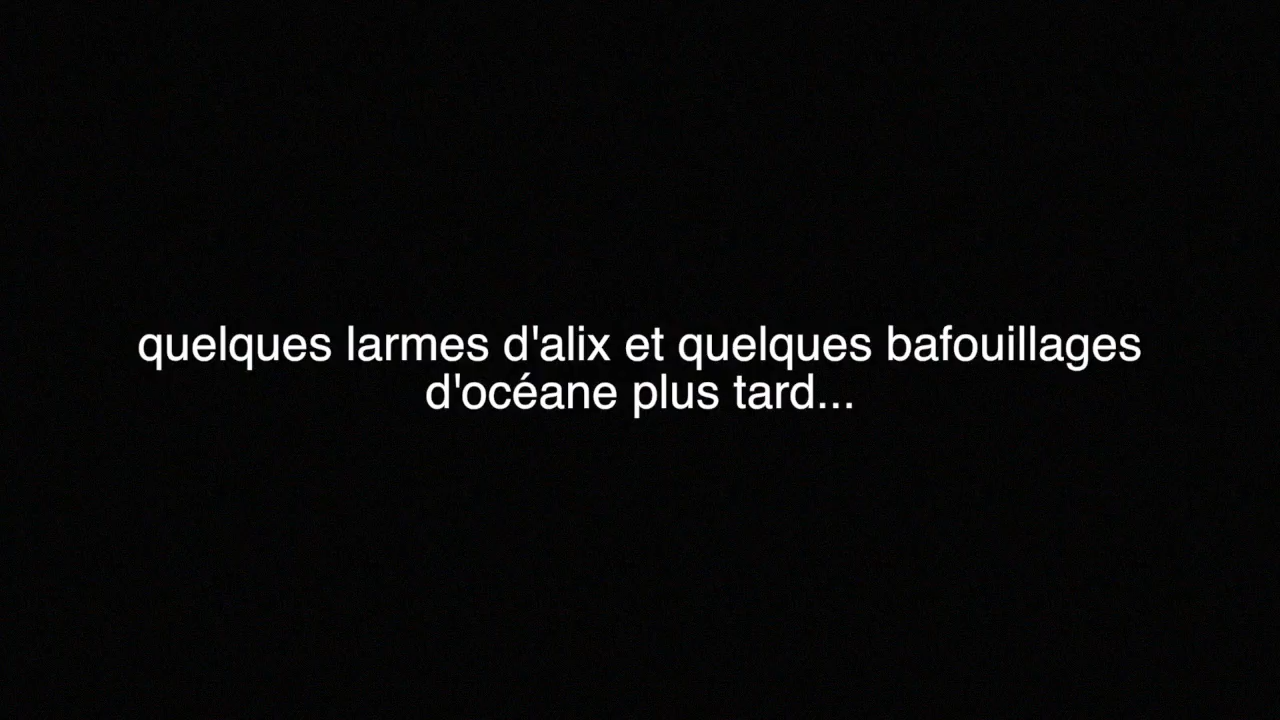 quelques larmes d'alix et quelques bafouillages
d'océane plus tard...